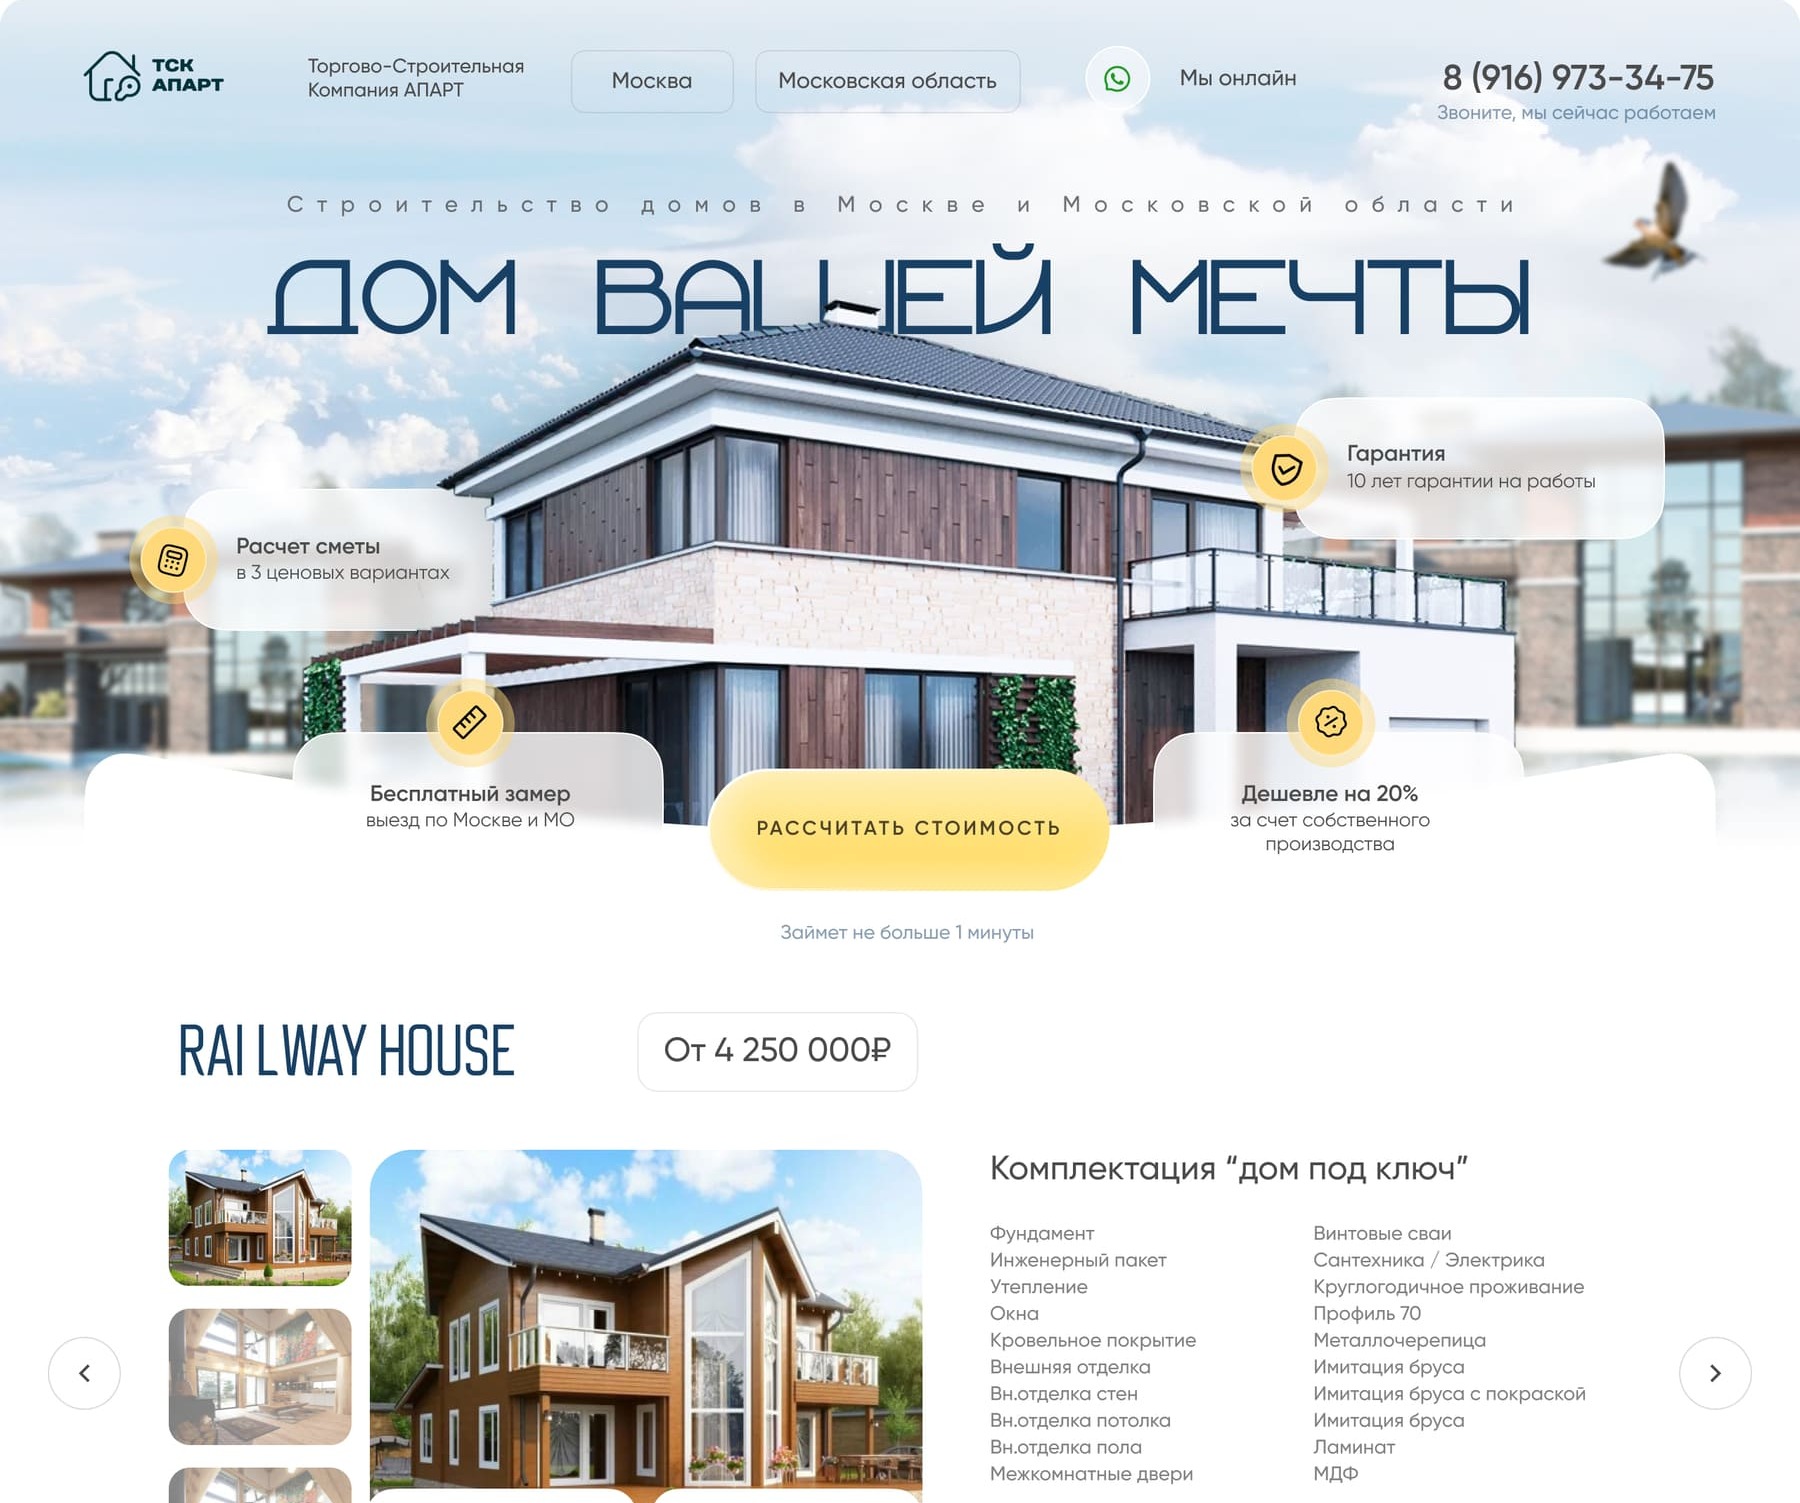 ТСК
АПАРТ
Торгово-Строительная
Компания АПАРТ
Москва
Московская область
Мы онлайн
8 (916) 973-34-75
Звоните, мы сейчас работаем
Строительство домов в Москве и Московской области
ДОМ ВАШЕЙ МЕЧТЫ
Гарантия
10 лет гарантии на работы
Расчет сметы
в 3 ценовых вариантах
Бесплатный замер
выезд по Москве и МО
РАССЧИТАТЬ СТОИМОСТЬ
Дешевле на 20%
за счет собственного
производства
Займет не больше 1 минуты
RAILWAY HOUSE
От 4 250 000₽
Комплектация “дом под ключ”
Фундамент Винтовые сваи
Инженерный пакет Сантехника / Электрика
Утепление Круглогодичное проживание
Окна Профиль 70
Кровельное покрытие Металлочерепица
Внешняя отделка Имитация бруса
Вн.отделка стен Имитация бруса с покраской
Вн.отделка потолка Имитация бруса
Вн.отделка пола Ламинат
Межкомнатные двери МДФ